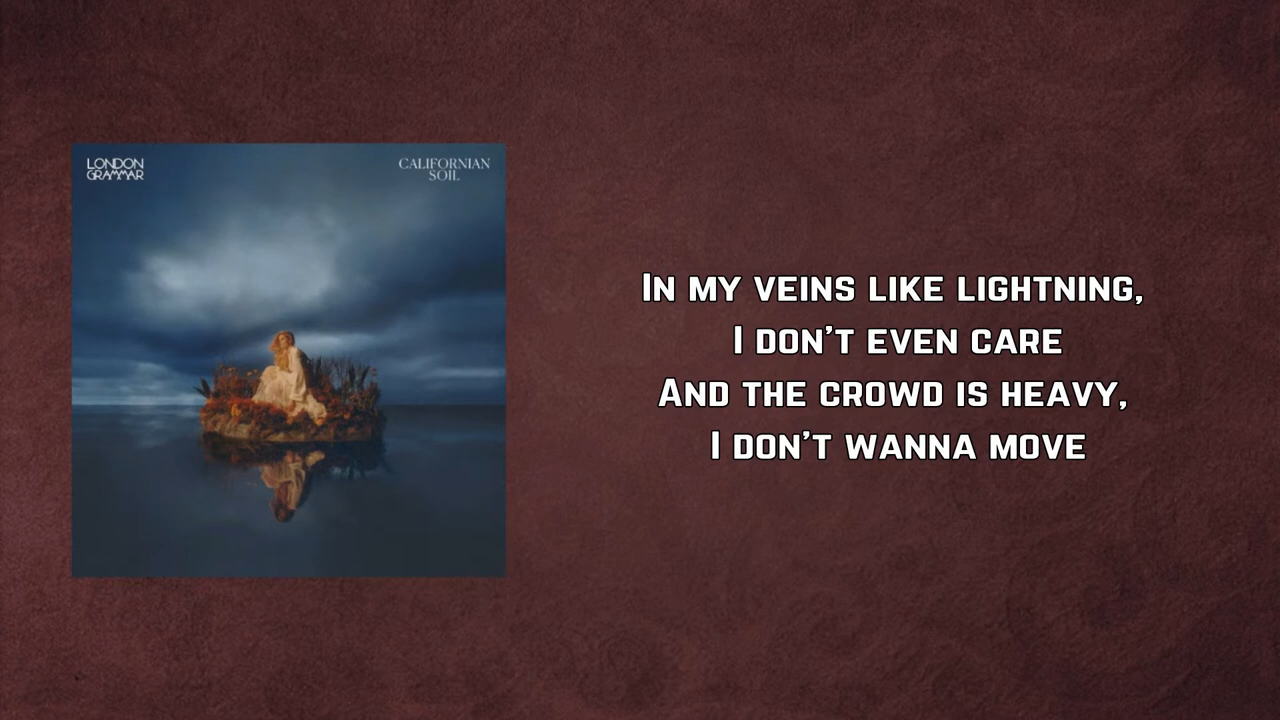 LONDON
GRAMMAR
CALIFORNIAN
SOIL
IN MY VEINS LIKE LIGHTNING,
I DON'T EVEN CARE
AND THE CROWD IS HEAVY,
I DON'T WANNA MOVE